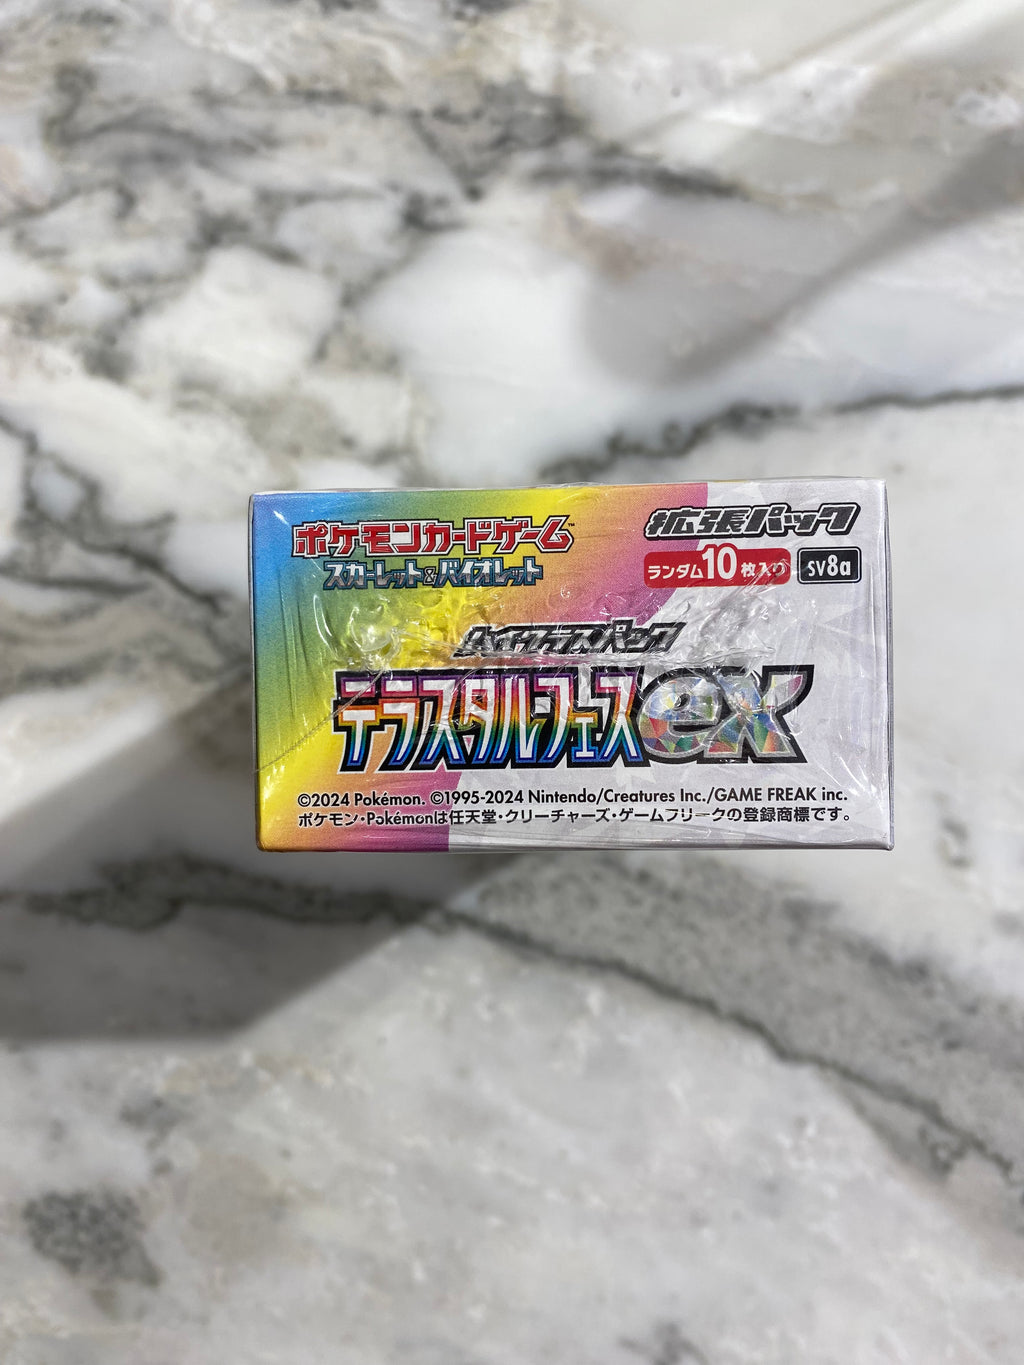 ポケモンカードゲーム™
スカーレット&バイオレット
拡張パック
ランダム10枚入り SV8a
ハイクラスパック
テラスタルフェスex
©2024 Pokémon. ©1995-2024 Nintendo/Creatures Inc./GAME FREAK inc.
ポケモン・Pokémonは任天堂・クリーチャーズ・ゲームフリークの登録商標です。